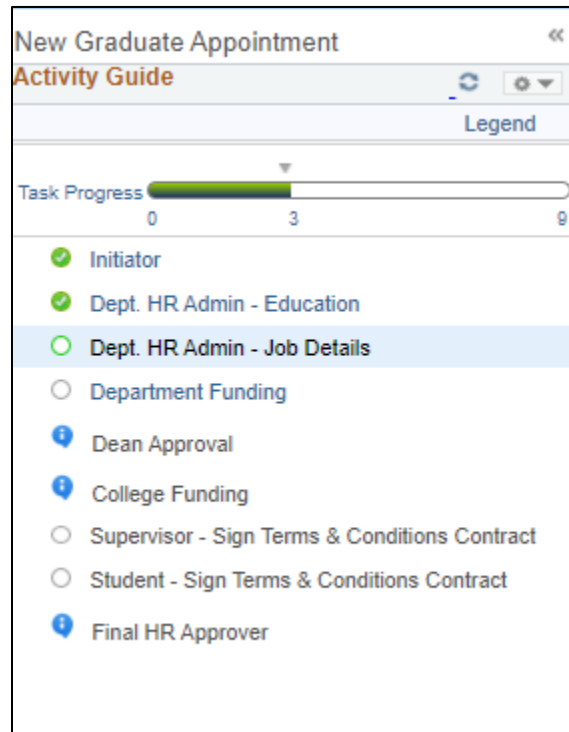 New Graduate Appointment «
Activity Guide
Legend
Task Progress
0 3 9
Initiator
Dept. HR Admin - Education
Dept. HR Admin - Job Details
Department Funding
Dean Approval
College Funding
Supervisor - Sign Terms & Conditions Contract
Student - Sign Terms & Conditions Contract
Final HR Approver